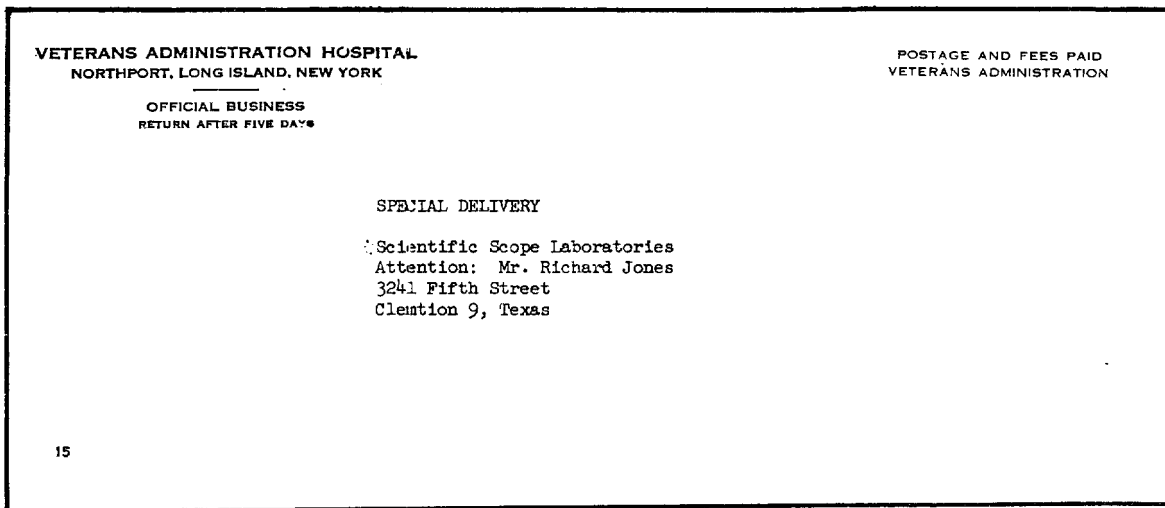 VETERANS ADMINISTRATION HOSPITAL
NORTHPORT, LONG ISLAND, NEW YORK
OFFICIAL BUSINESS
RETURN AFTER FIVE DAYS
POSTAGE AND FEES PAID
VETERANS ADMINISTRATION
SPECIAL DELIVERY
Scientific Scope Laboratories
Attention: Mr. Richard Jones
3241 Fifth Street
Clemtion 9, Texas
15